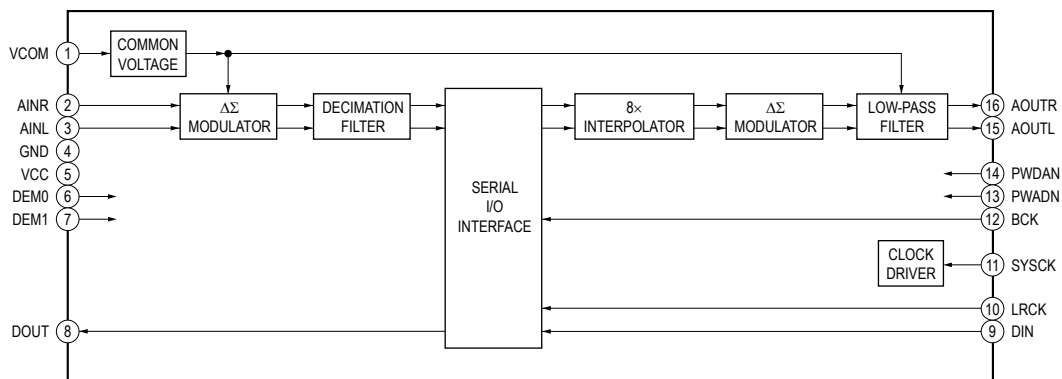 VCOM 1 COMMON VOLTAGE
AINR 2 ΔΣ MODULATOR DECIMATION FILTER 8× INTERPOLATOR ΔΣ MODULATOR LOW-PASS FILTER 16 AOUTR
AINL 3 15 AOUTL
GND 4
VCC 5 14 PWDAN
DEM0 6 SERIAL I/O INTERFACE 13 PWADN
DEM1 7 12 BCK
CLOCK DRIVER 11 SYSCK
10 LRCK
DOUT 8 9 DIN